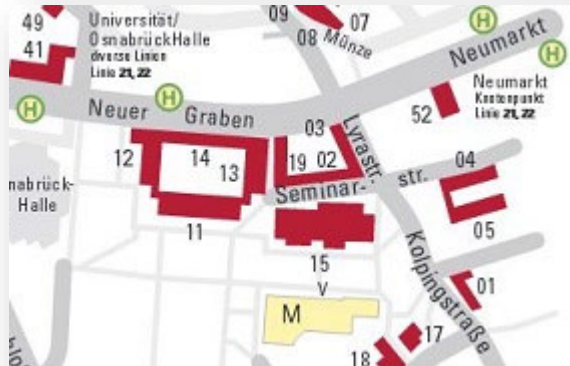 49
41
Universität/
OsnabrückHalle
diverse Linien
Linie 21, 22
09
07
08 Münze
Neumarkt
H
H
H
H
Neumarkt
Knotenpunkt
Linie 21, 22
52
Neuer Graben
03
Lyrastr.
12
14
13
19
02
04
nabrück-
Halle
Seminar- str.
11
15
V
05
Kolpingstraße
01
M
17
18